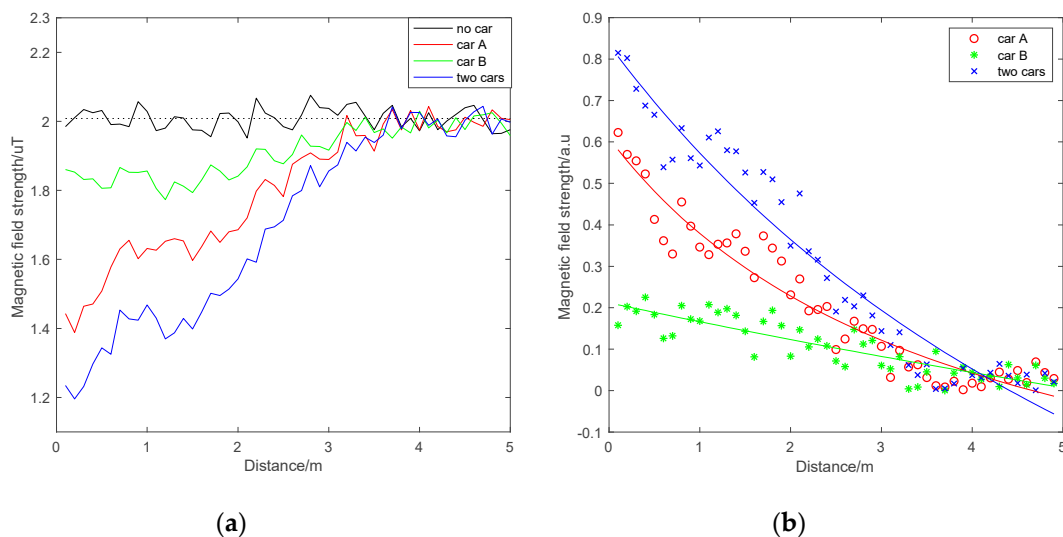 2.3
2.2
2
1.8
1.6
1.4
1.2
Magnetic field strength/uT
0 1 2 3 4 5
Distance/m
no car
car A
car B
two cars
(a)
0.9
0.8
0.7
0.6
0.5
0.4
0.3
0.2
0.1
0
-0.1
Magnetic field strength/a.u
0 1 2 3 4 5
Distance/m
car A
car B
two cars
(b)